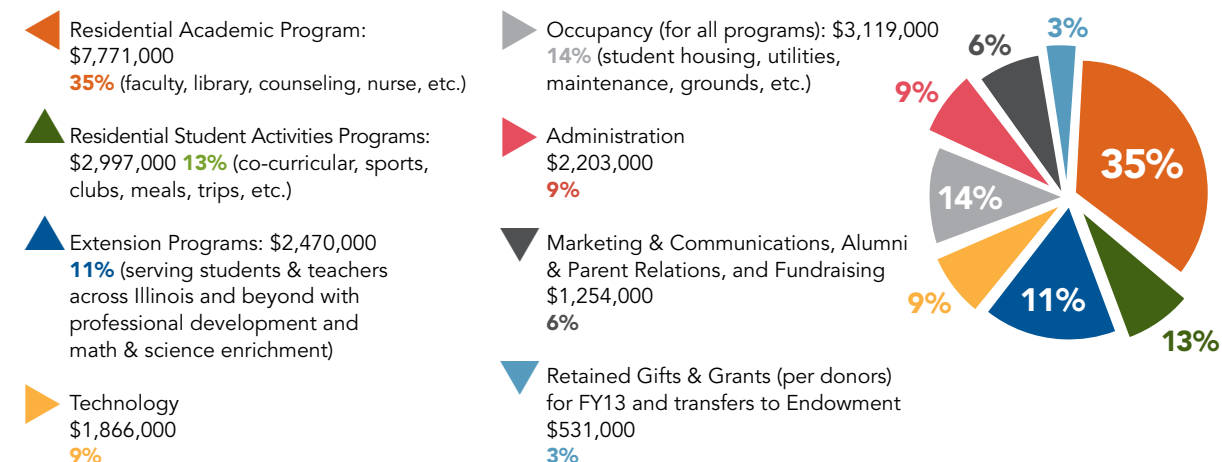 Residential Academic Program:
$7,771,000
35% (faculty, library, counseling, nurse, etc.)
Residential Student Activities Programs:
$2,997,000 13% (co-curricular, sports,
clubs, meals, trips, etc.)
Extension Programs: $2,470,000
11% (serving students & teachers
across Illinois and beyond with
professional development and
math & science enrichment)
Technology
$1,866,000
9%
Occupancy (for all programs): $3,119,000
14% (student housing, utilities,
maintenance, grounds, etc.)
Administration
$2,203,000
9%
Marketing & Communications, Alumni
& Parent Relations, and Fundraising
$1,254,000
6%
Retained Gifts & Grants (per donors)
for FY13 and transfers to Endowment
$531,000
3%
3%
6%
9%
35%
14%
9%
11%
13%